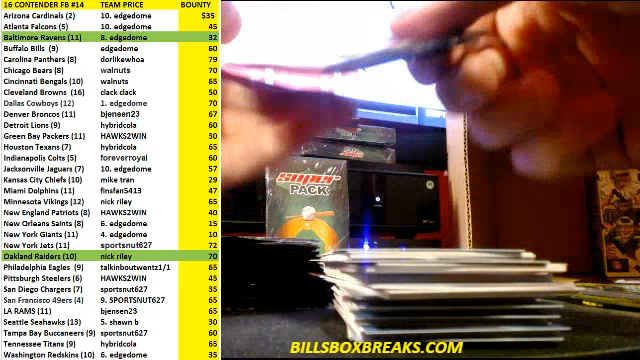 16 CONTENDER FB #14 TEAM PRICE BOUNTY
Arizona Cardinals (2) 10. edgedome $35
Atlanta Falcons (5) 10. edgedome 45
Baltimore Ravens (11) 8. edgedome 32
Buffalo Bills (9) edgedome 60
Carolina Panthers (8) dorlikewhoa 79
Chicago Bears (8) walnuts 70
Cincinnati Bengals (10) walnuts 65
Cleveland Browns (16) clack clack 50
Dallas Cowboys (12) 1. edgedome 70
Denver Broncos (11) bjensen23 67
Detroit Lions (9) hybridcola 60
Green Bay Packers (11) HAWKS2WIN 30
Houston Texans (7) hybridcola 65
Indianapolis Colts (5) foreverroyal 60
Jacksonville Jaguars (7) 10. edgedome 57
Kansas City Chiefs (10) mike tran 29
Miami Dolphins (11) finsfan5413 47
Minnesota Vikings (12) nick riley 65
New England Patriots (8) HAWKS2WIN 40
New Orleans Saints (8) 6. edgedome 15
New York Giants (11) 4. edgedome 10
New York Jets (11) sportsnut627 72
Oakland Raiders (10) nick riley 70
Philadelphia Eagles (9) talkinboutwentz1/1 65
Pittsburgh Steelers (6) HAWKS2WIN 45
San Diego Chargers (7) sportsnut627 35
San Francisco 49ers (4) 9. SPORTSNUT627 65
LA RAMS (11) bjensen23 65
Seattle Seahawks (13) 5. shawn b 30
Tampa Bay Buccaneers (9) sportsnut627 60
Tennessee Titans (9) hybridcola 65
Washington Redskins (10) 6. edgedome 35
super
PACK
BILLSBOXBREAKS.COM